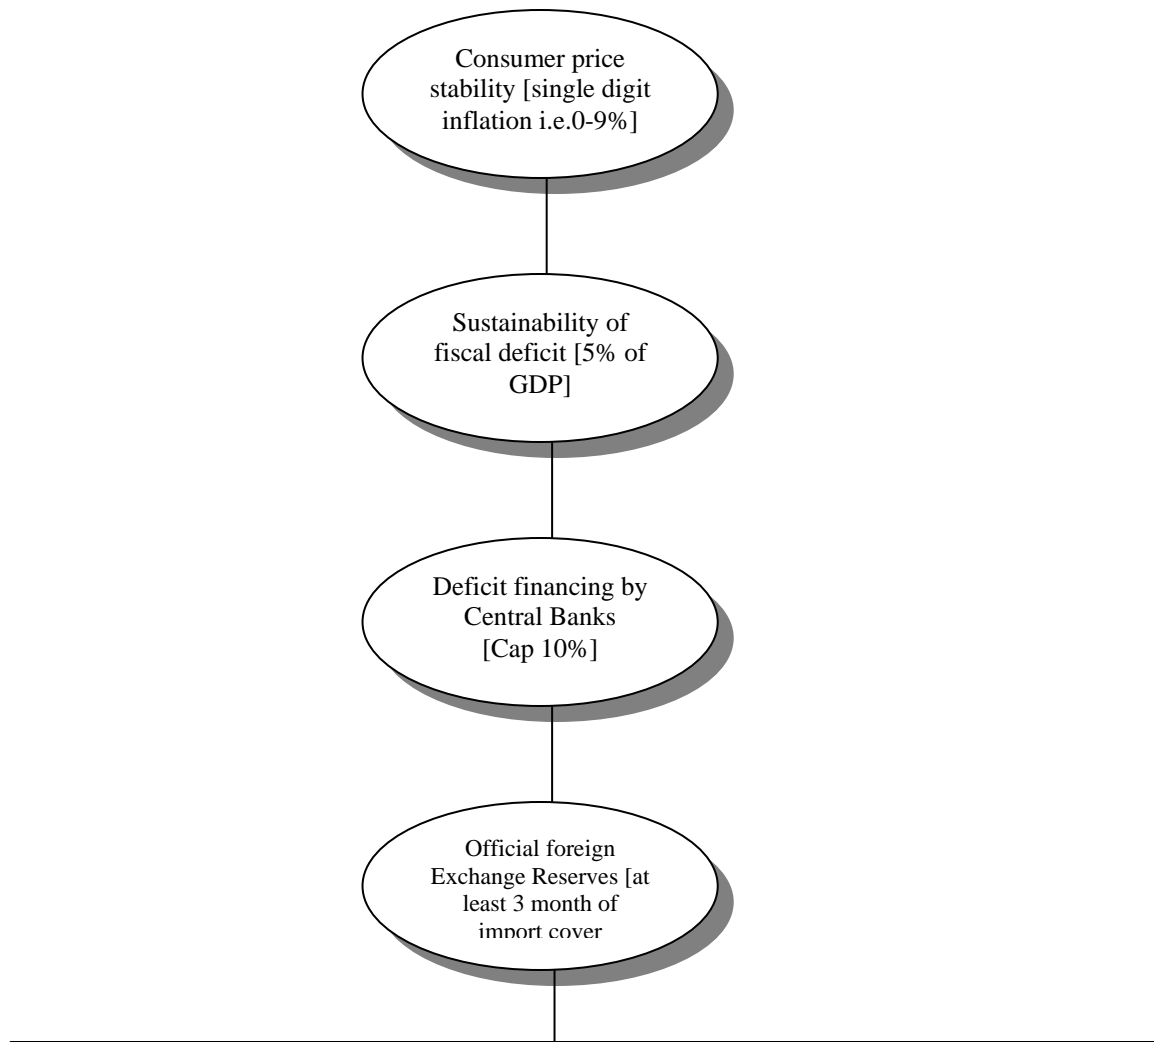 Consumer price
stability [single digit
inflation i.e.0-9%]
Sustainability of
fiscal deficit [5% of
GDP]
Deficit financing by
Central Banks
[Cap 10%]
Official foreign
Exchange Reserves [at
least 3 month of
import cover